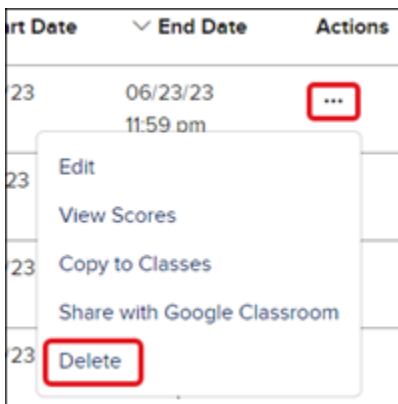 rt Date End Date Actions
'23 06/23/23 ...
11:59 pm
Edit
23
View Scores
'23 Copy to Classes
Share with Google Classroom
'23 Delete